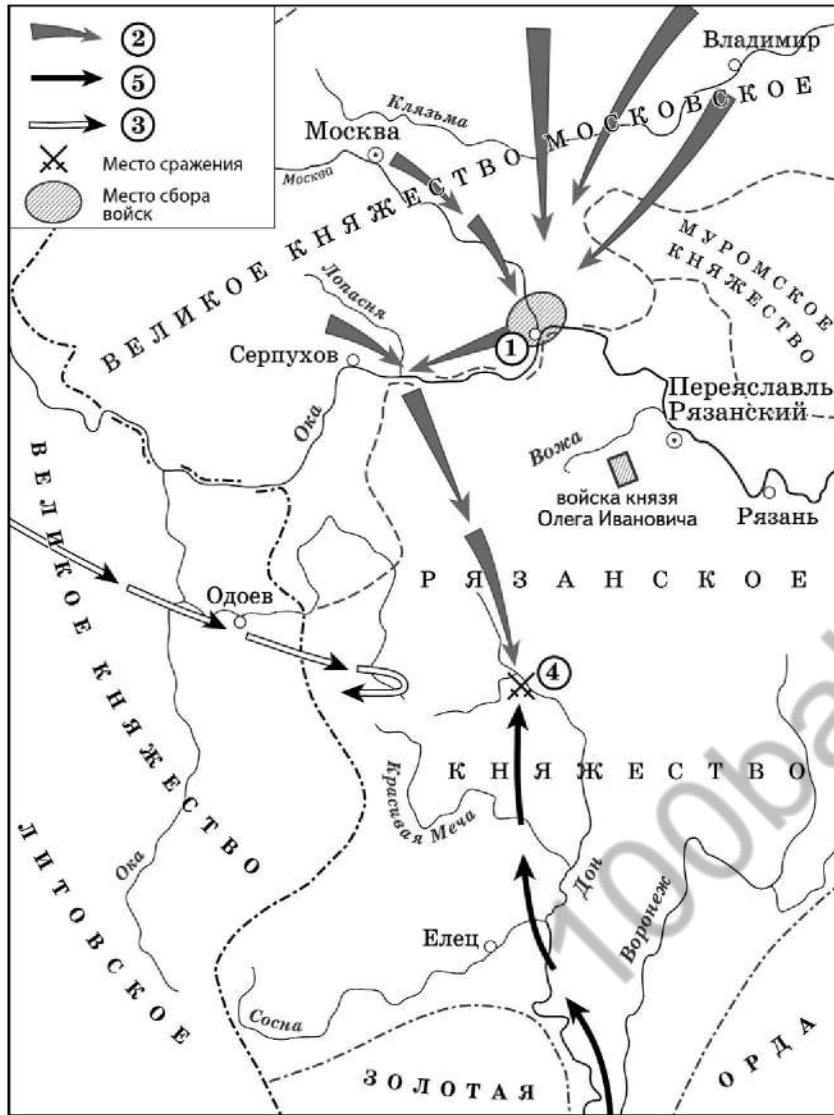 ②
⑤
③
Место сражения
Место сбора
войск
Владимир
Клязьма
Москва
Москва
ВЕЛИКОЕ КНЯЖЕСТВО МОСКОВСКОЕ
МУРОМСКОЕ
КНЯЖЕСТВО
Лопасня
Серпухов
①
Ока
Переяславль
Рязанский
Вожа
войска князя
Олега Ивановича
Рязань
РЯЗАНСКОЕ
Одоев
④
КНЯЖЕСТВО
ВЕЛИКОЕ КНЯЖЕСТВО
ЛИТОВСКОЕ
Красивая Меча
Ока
Дон
Воронеж
Елец
Сосна
ЗОЛОТАЯ
ОРДА